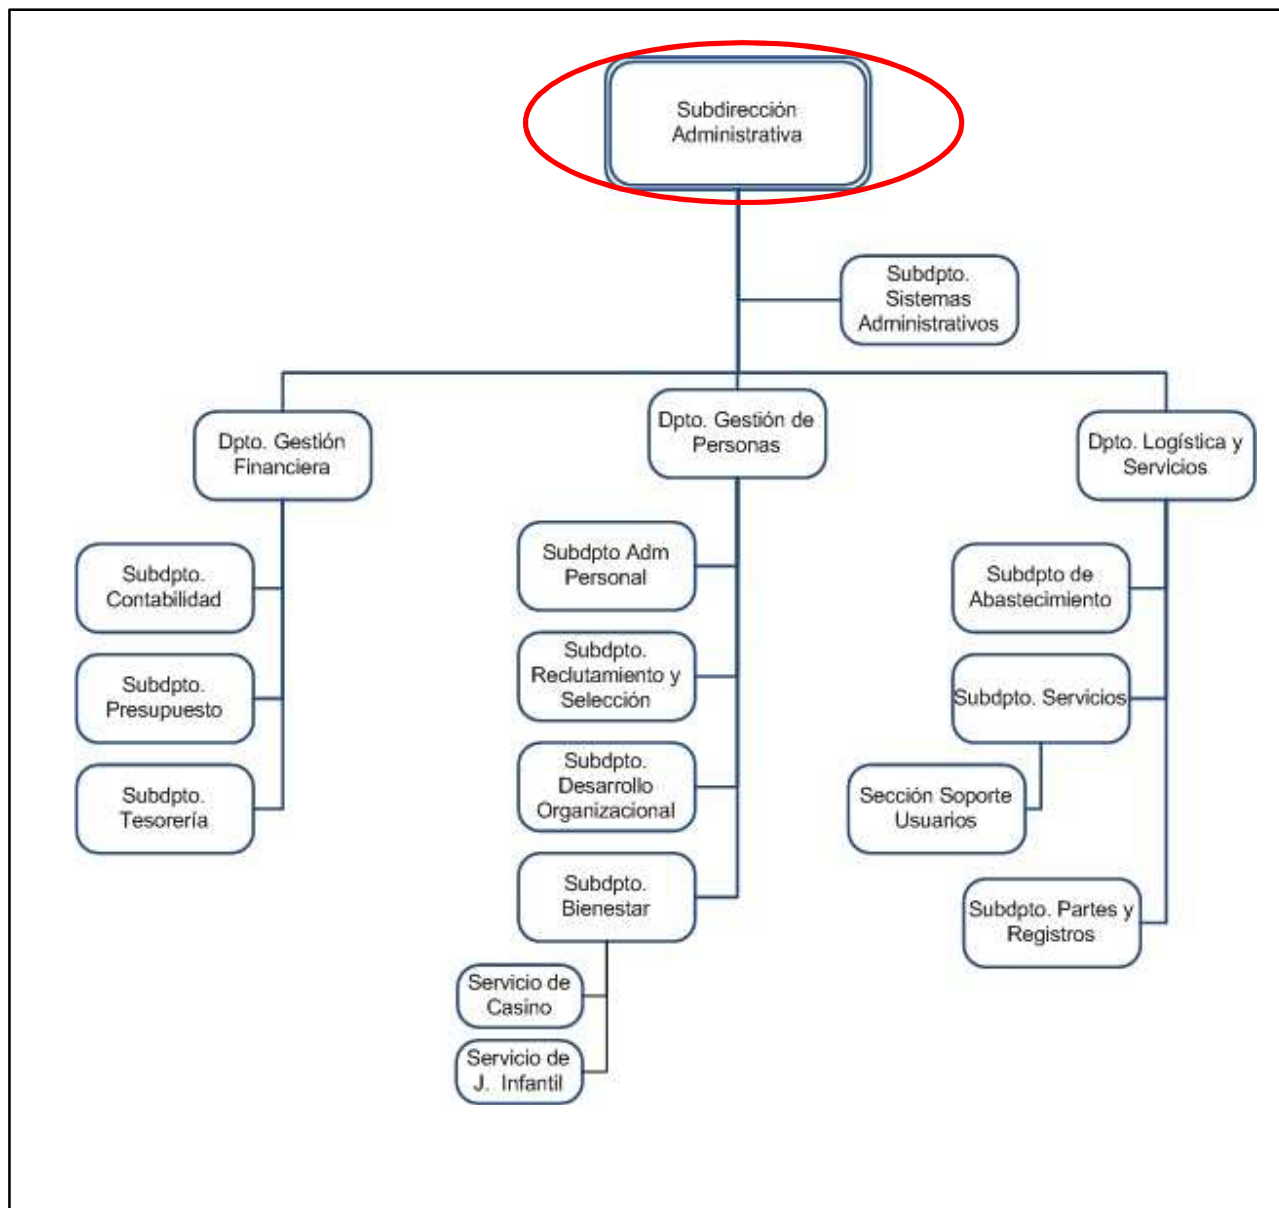 Subdirección
Administrativa
Subdpto.
Sistemas
Administrativos
Dpto. Gestión
Financiera
Dpto. Gestión de
Personas
Dpto. Logística y
Servicios
Subdpto.
Contabilidad
Subdpto.
Presupuesto
Subdpto.
Tesorería
Subdpto Adm
Personal
Subdpto.
Reclutamiento y
Selección
Subdpto.
Desarrollo
Organizacional
Subdpto.
Bienestar
Servicio de
Casino
Servicio de
J. Infantil
Subdpto de
Abastecimiento
Subdpto. Servicios
Sección Soporte
Usuarios
Subdpto. Partes y
Registros